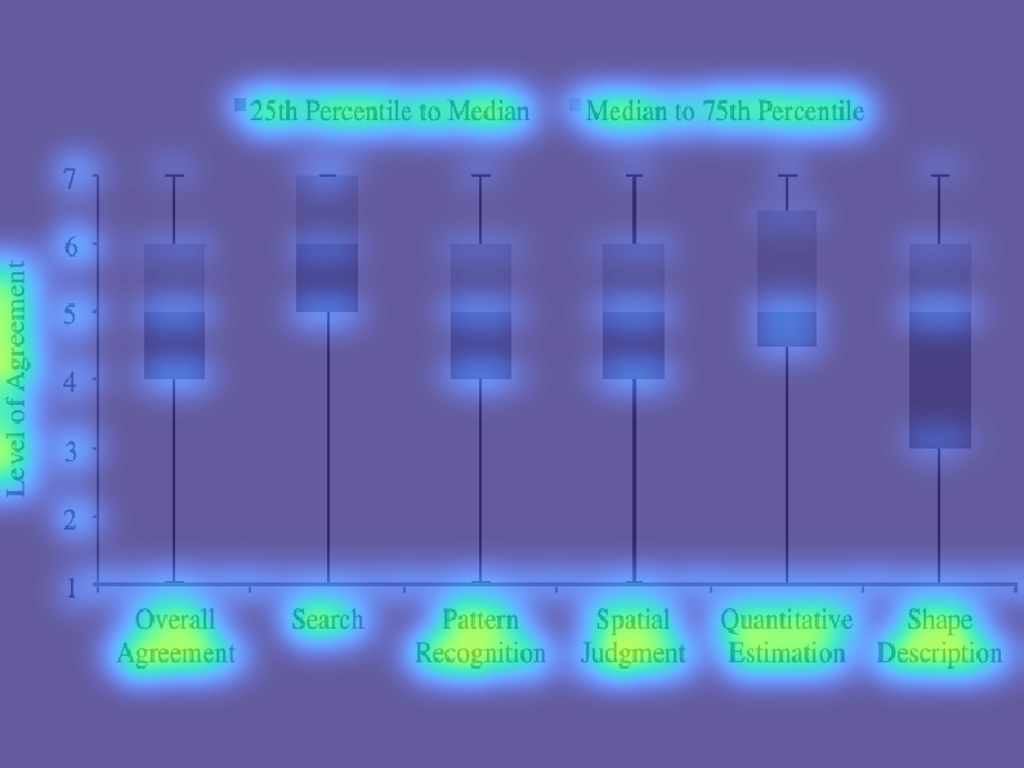 25th Percentile to Median
Median to 75th Percentile
7
6
5
4
3
2
1
Level of Agreement
Overall
Agreement
Search
Pattern
Recognition
Spatial
Judgment
Quantitative
Estimation
Shape
Description